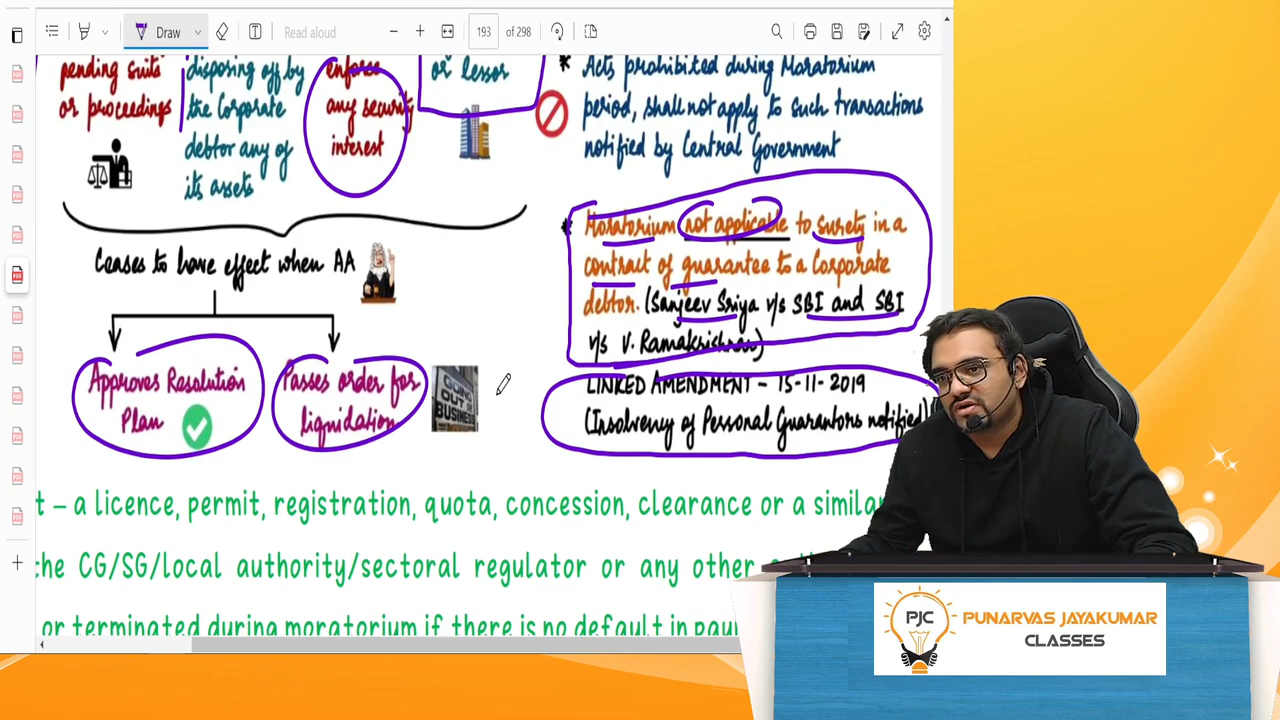 Draw
Read aloud
193 of 298
pending suits
or proceedings
disposing off by
the Corporate
debtor any of
its assets
enforce
any security
interest
or lessor
Ceases to have effect when AA
Approves Resolution
Plan
Passes order for
liquidation
GOING
OUT OF
BUSINESS
* Acts prohibited during Moratorium
period, shall not apply to such transactions
notified by Central Government
* Moratorium not applicable to surety in a
contract of guarantee to a Corporate
debtor. (Sanjeev Sriya v/s SBI and SBI
v/s V. Ramakrishnan)
LINKED AMENDMENT - 15-11-2019
(Insolvency of Personal Guarantors notified)
t – a licence, permit, registration, quota, concession, clearance or a simila
the CG/SG/local authority/sectoral regulator or any other
or terminated during moratorium if there is no default in
PJC
PUNARVAS JAYAKUMAR
CLASSES